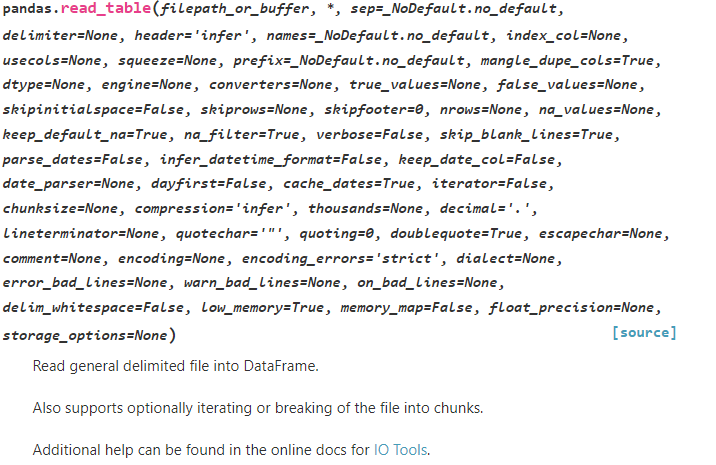 pandas.read_table(filepath_or_buffer, *, sep=_NoDefault.no_default,
delimiter=None, header='infer', names=_NoDefault.no_default, index_col=None,
usecols=None, squeeze=None, prefix=_NoDefault.no_default, mangle_dupe_cols=True,
dtype=None, engine=None, converters=None, true_values=None, false_values=None,
skipinitialspace=False, skiprows=None, skipfooter=0, nrows=None, na_values=None,
keep_default_na=True, na_filter=True, verbose=False, skip_blank_lines=True,
parse_dates=False, infer_datetime_format=False, keep_date_col=False,
date_parser=None, dayfirst=False, cache_dates=True, iterator=False,
chunksize=None, compression='infer', thousands=None, decimal='.',
lineterminator=None, quotechar='"', quoting=0, doublequote=True, escapechar=None,
comment=None, encoding=None, encoding_errors='strict', dialect=None,
error_bad_lines=None, warn_bad_lines=None, on_bad_lines=None,
delim_whitespace=False, low_memory=True, memory_map=False, float_precision=None,
storage_options=None) [source]
Read general delimited file into DataFrame.
Also supports optionally iterating or breaking of the file into chunks.
Additional help can be found in the online docs for IO Tools.